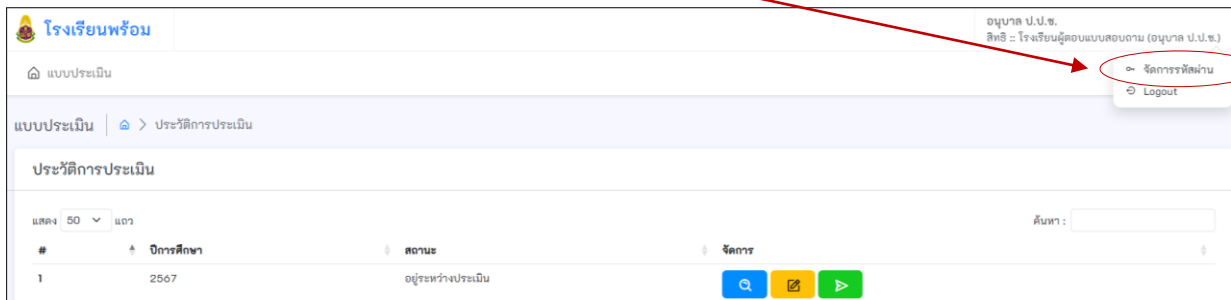 อนุบาล ป.ป.ช.
โรงเรียนพร้อม
สิทธิ :: โรงเรียนผู้ตอบแบบสอบถาม (อนุบาล ป.ป.ช.)
แบบประเมิน
จัดการรหัสผ่าน
Logout
แบบประเมิน > ประวัติการประเมิน
ประวัติการประเมิน
แสดง 50 แถว ค้นหา :
# ปีการศึกษา สถานะ จัดการ
1 2567 อยู่ระหว่างประเมิน